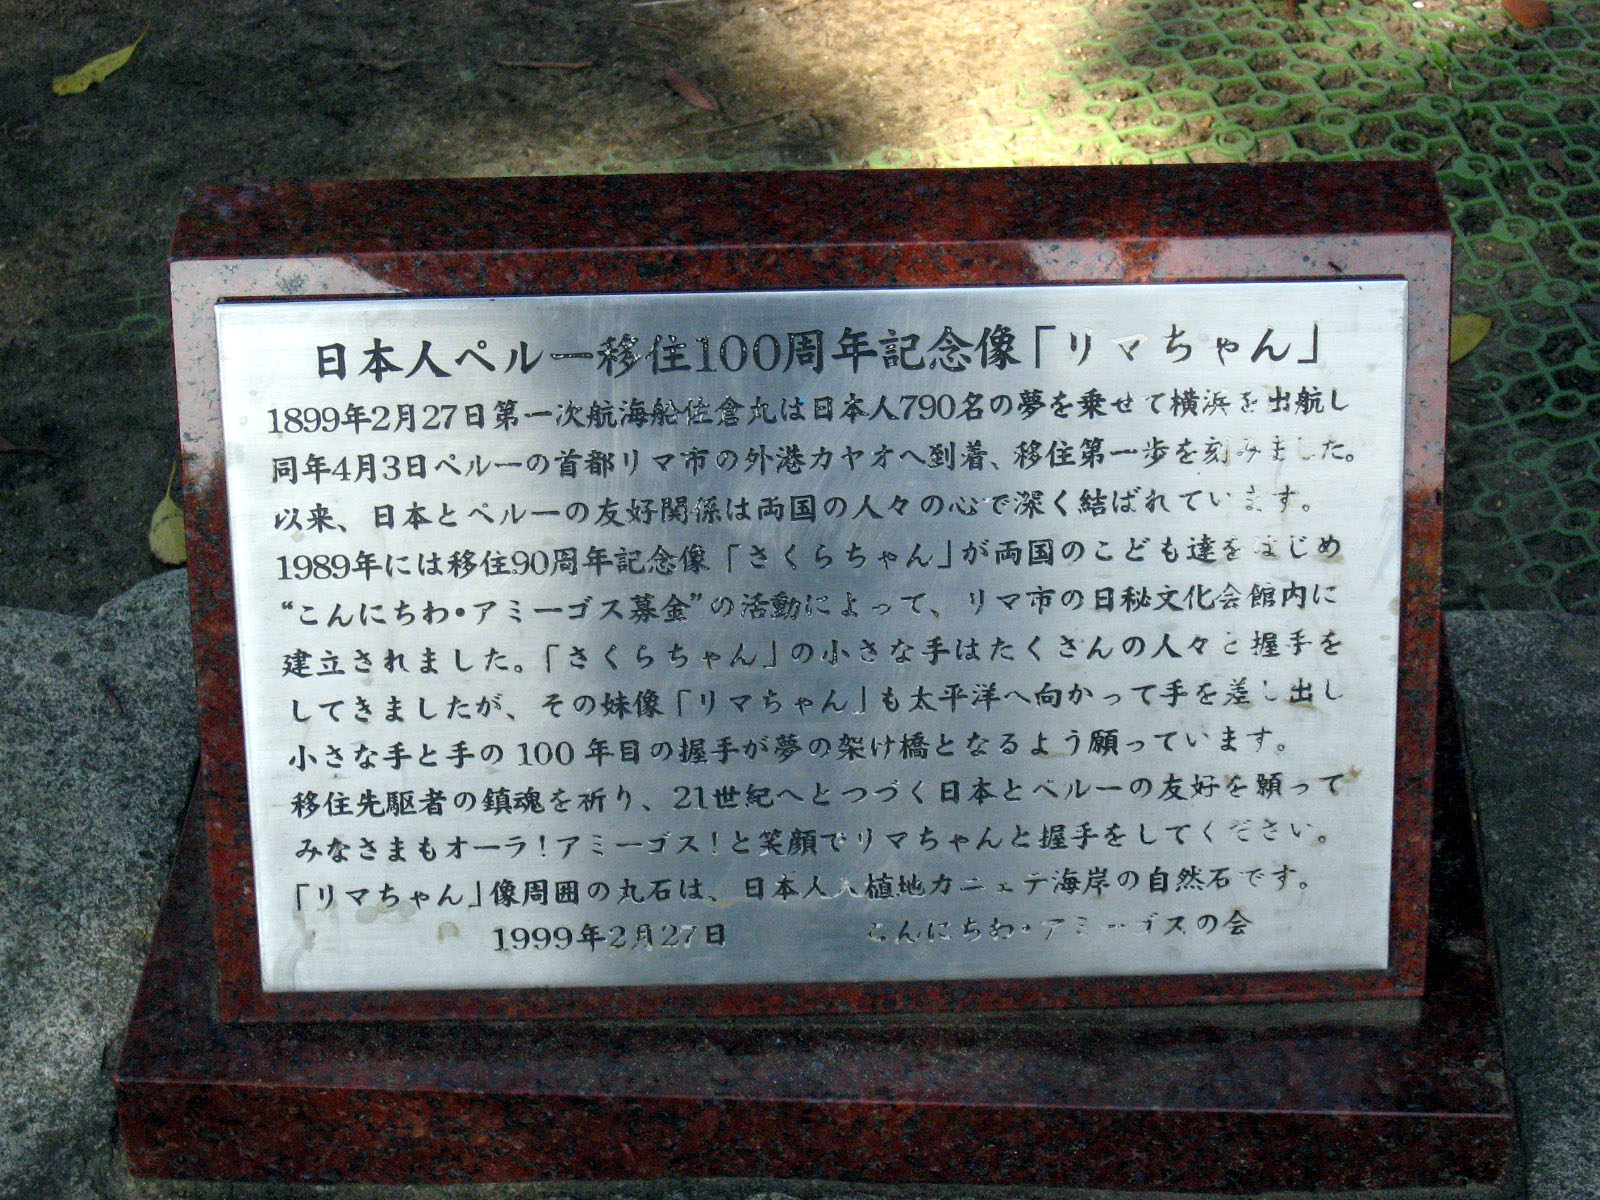 日本人ペルー移住100周年記念像「リマちゃん」
1899年2月27日第一次航海船佐倉丸は日本人790名の夢を乗せて横浜を出航し
同年4月3日ペルーの首都リマ市の外港カヤオへ到着、移住第一歩を刻みました。
以来、日本とペルーの友好関係は両国の人々の心で深く結ばれています。
1989年には移住90周年記念像「さくらちゃん」が両国のこども達をはじめ
“こんにちわ・アミーゴス募金”の活動によって、リマ市の日秘文化会館内に
建立されました。「さくらちゃん」の小さな手はたくさんの人々と握手を
してきましたが、その妹像「リマちゃん」も太平洋へ向かって手を差し出し
小さな手と手の100年目の握手が夢の架け橋となるよう願っています。
移住先駆者の鎮魂を祈り、21世紀へとつづく日本とペルーの友好を願って
みなさまもオーラ!アミーゴス!と笑顔でリマちゃんと握手をしてください。
「リマちゃん」像周囲の丸石は、日本人入植地カニェテ海岸の自然石です。
1999年2月27日 こんにちわ・アミーゴスの会